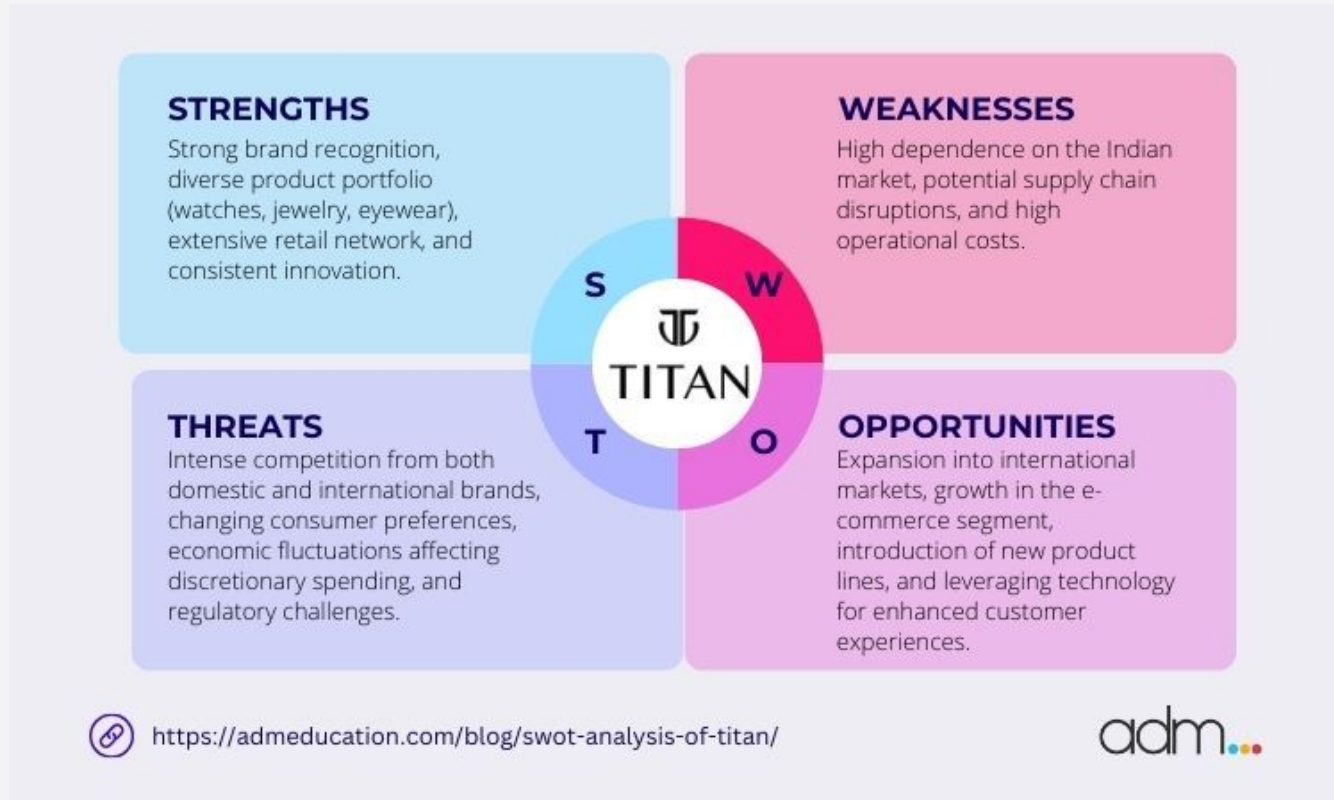 STRENGTHS
Strong brand recognition,
diverse product portfolio
(watches, jewelry, eyewear),
extensive retail network, and
consistent innovation.
WEAKNESSES
High dependence on the Indian
market, potential supply chain
disruptions, and high
operational costs.
S
W
TITAN
T
O
THREATS
Intense competition from both
domestic and international brands,
changing consumer preferences,
economic fluctuations affecting
discretionary spending, and
regulatory challenges.
OPPORTUNITIES
Expansion into international
markets, growth in the e-
commerce segment,
introduction of new product
lines, and leveraging technology
for enhanced customer
experiences.
https://admeducation.com/blog/swot-analysis-of-titan/
adm...